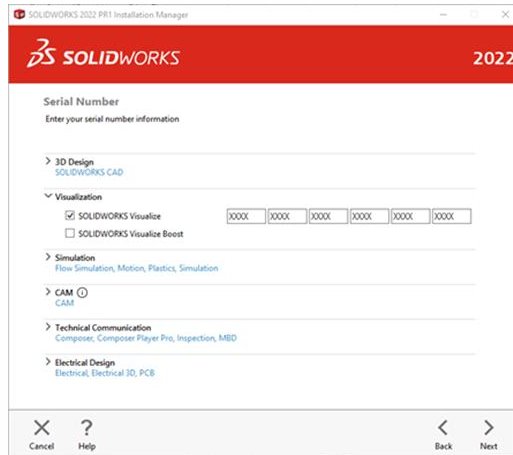 SOLIDWORKS 2022 PR1 Installation Manager
SOLIDWORKS
2022
Serial Number
Enter your serial number information
3D Design
SOLIDWORKS CAD
Visualization
SOLIDWORKS Visualize XXXX XXXX XXXX XXXX XXXX XXXX
SOLIDWORKS Visualize Boost
Simulation
Flow Simulation, Motion, Plastics, Simulation
CAM
CAM
Technical Communication
Composer, Composer Player Pro, Inspection, MBD
Electrical Design
Electrical, Electrical 3D, PCB
Cancel Help Back Next